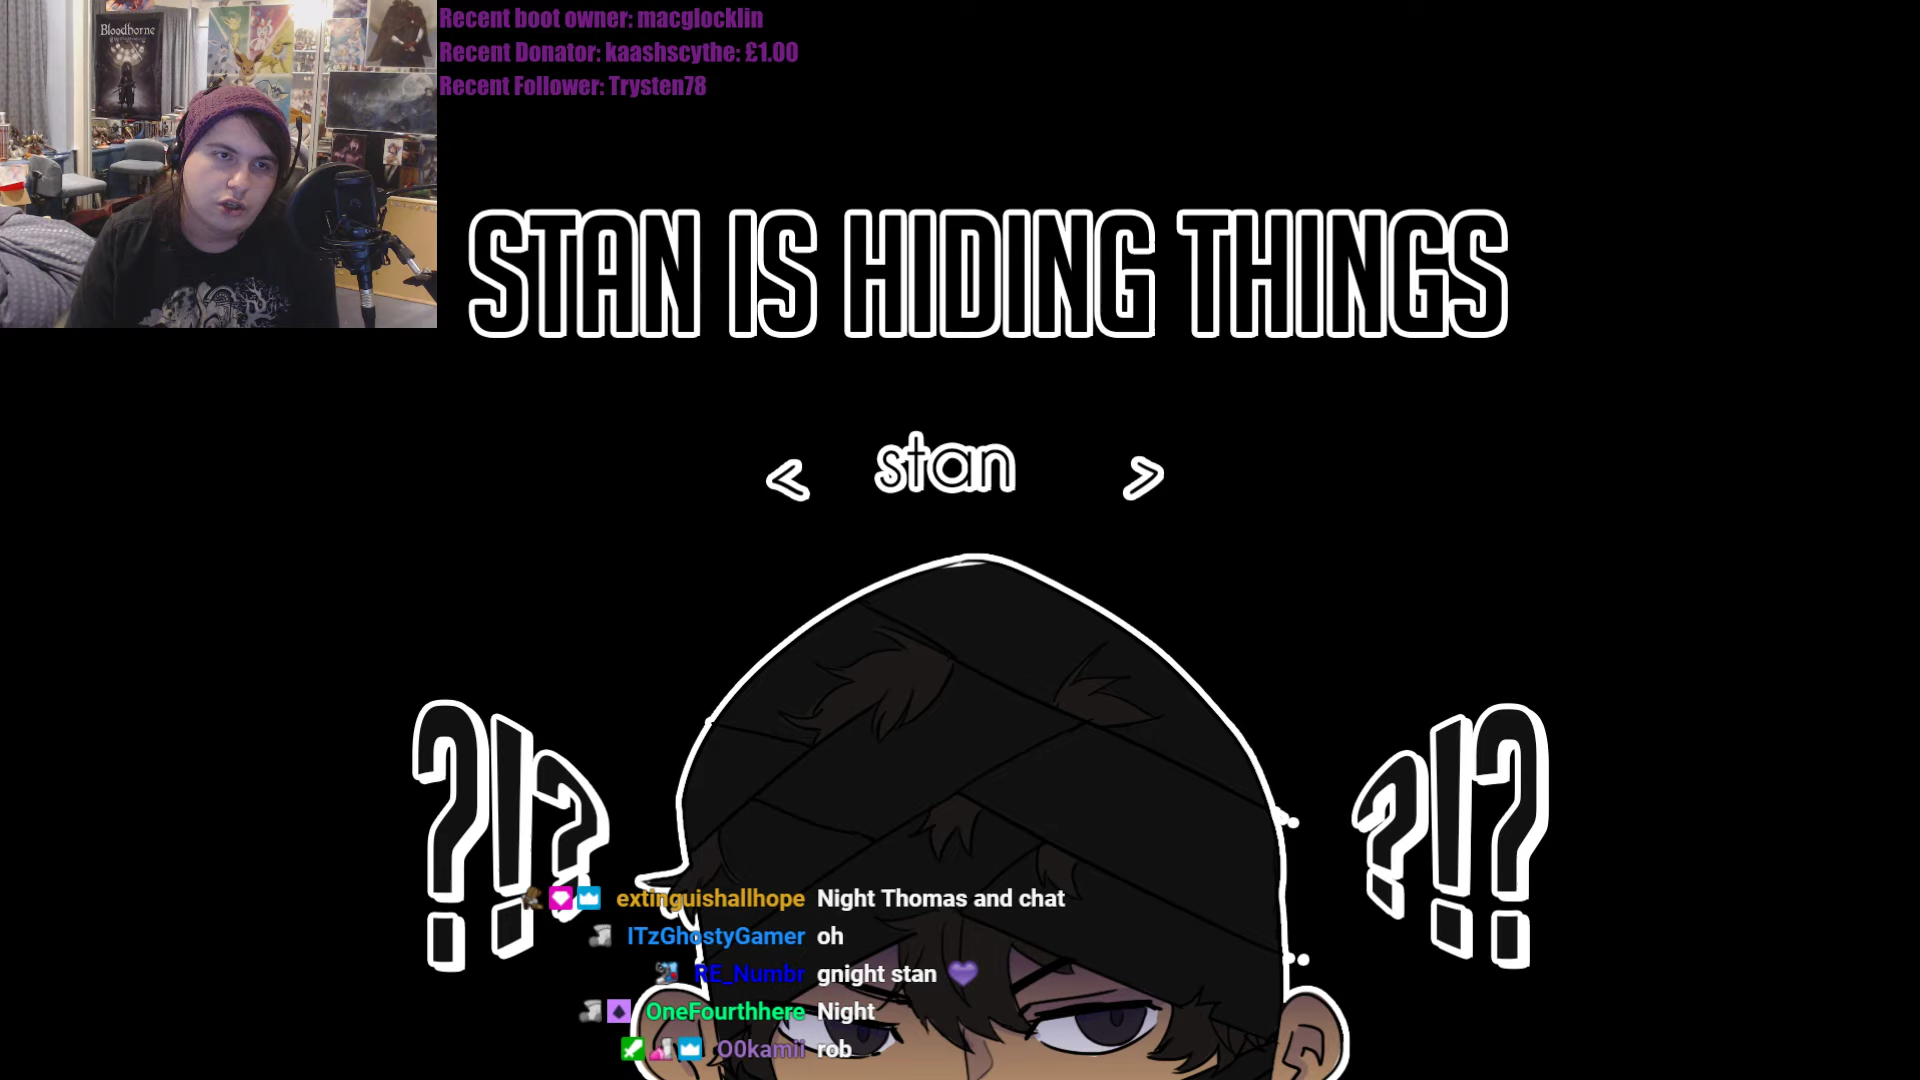 Bloodborne
Recent boot owner: macglocklin
Recent Donator: kaashscythe: £1.00
Recent Follower: Trysten78
STAN IS HIDING THINGS
< stan >
?!?
?!?
extinguishallhope Night Thomas and chat
ITzGhostyGamer oh
RE_Numbr gnight stan 💜
OneFourthhere Night
O0kamii rob